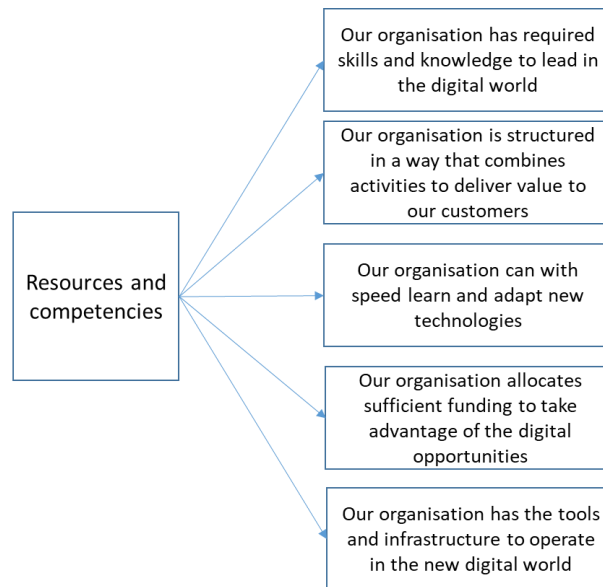 Our organisation has required
skills and knowledge to lead in
the digital world
Our organisation is structured
in a way that combines
activities to deliver value to
our customers
Resources and
competencies
Our organisation can with
speed learn and adapt new
technologies
Our organisation allocates
sufficient funding to take
advantage of the digital
opportunities
Our organisation has the tools
and infrastructure to operate
in the new digital world